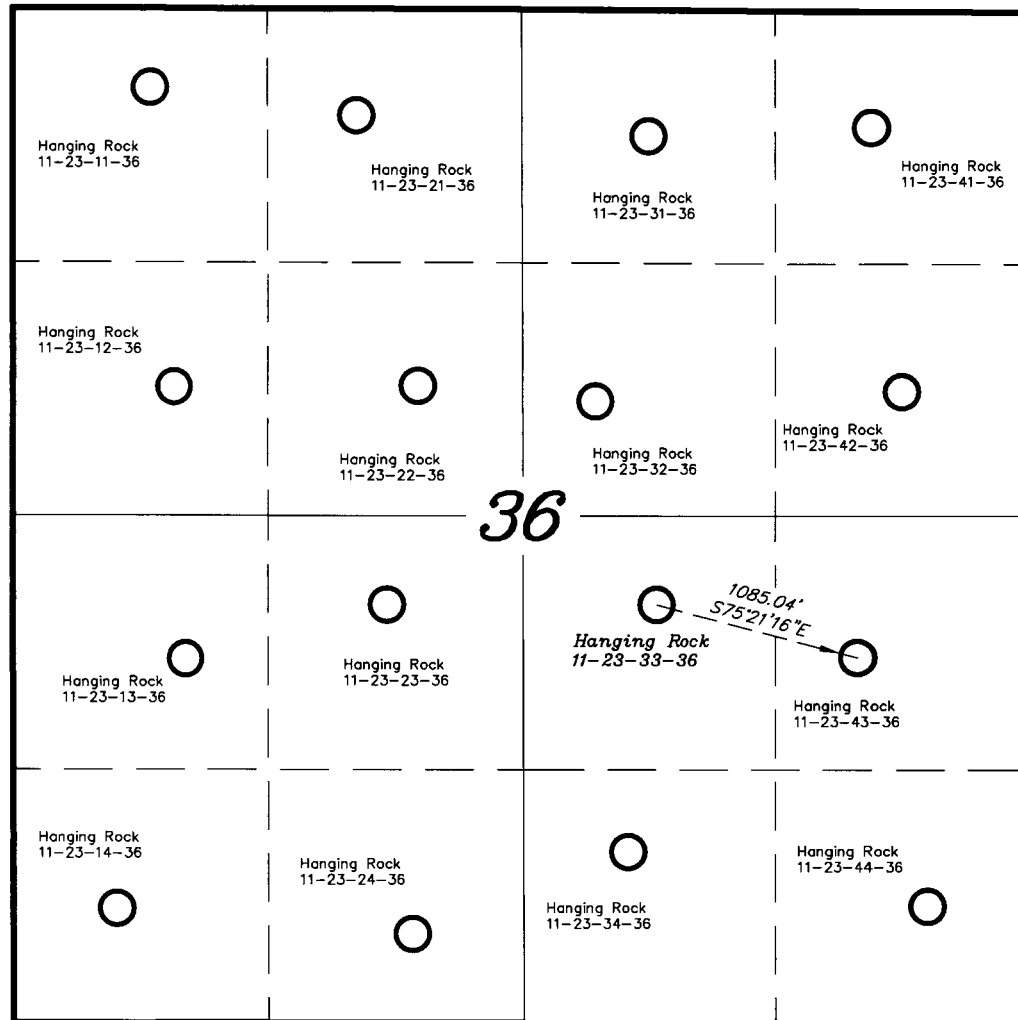 Hanging Rock
11-23-11-36
Hanging Rock
11-23-21-36
Hanging Rock
11-23-31-36
Hanging Rock
11-23-41-36
Hanging Rock
11-23-12-36
Hanging Rock
11-23-22-36
Hanging Rock
11-23-32-36
Hanging Rock
11-23-42-36
36
Hanging Rock
11-23-13-36
Hanging Rock
11-23-23-36
Hanging Rock
11-23-33-36
1085.04'
S75°21'16"E
Hanging Rock
11-23-43-36
Hanging Rock
11-23-14-36
Hanging Rock
11-23-24-36
Hanging Rock
11-23-34-36
Hanging Rock
11-23-44-36